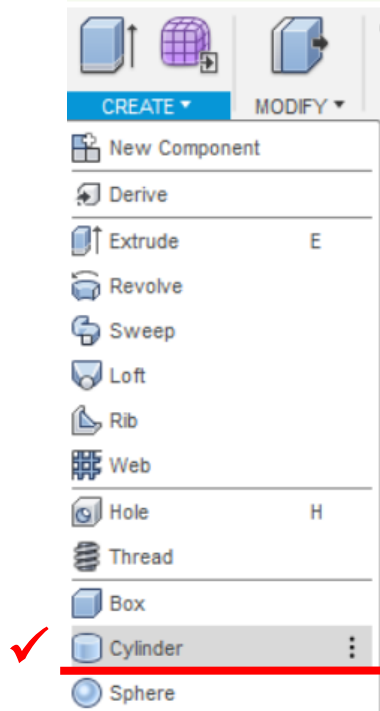 CREATE MODIFY
New Component
Derive
Extrude E
Revolve
Sweep
Loft
Rib
Web
Hole H
Thread
Box
Cylinder
Sphere